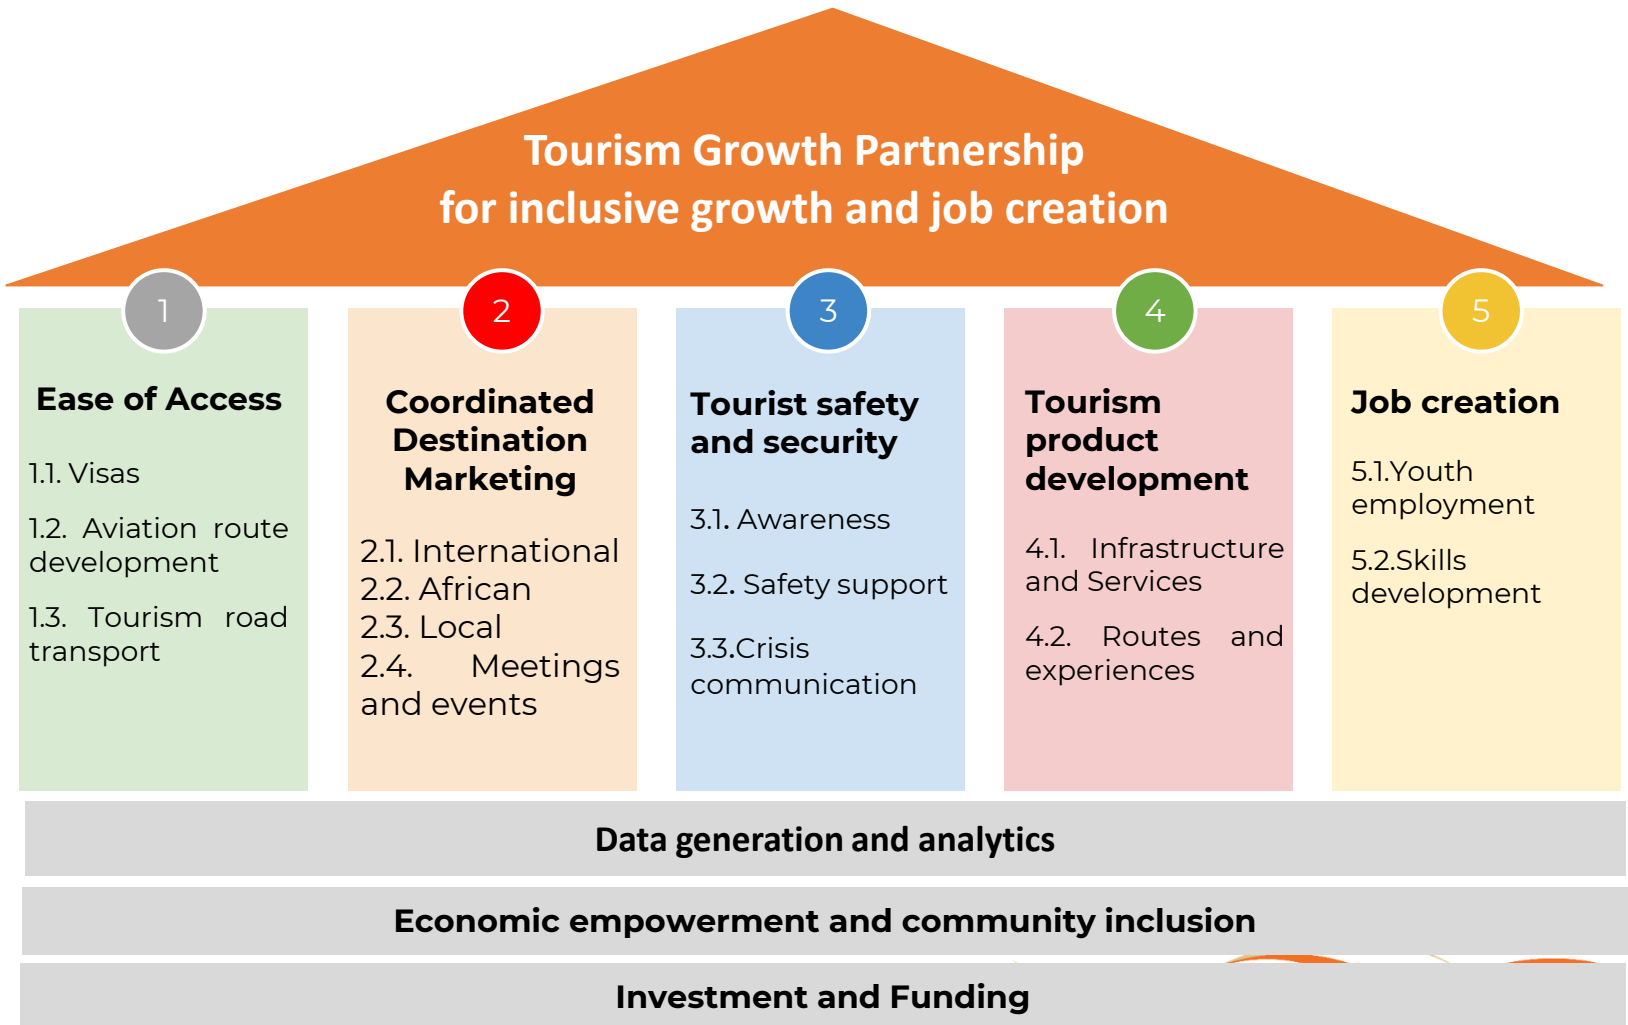 Tourism Growth Partnership
for inclusive growth and job creation
1
Ease of Access
1.1. Visas
1.2. Aviation route
development
1.3. Tourism road
transport
2
Coordinated
Destination
Marketing
2.1. International
2.2. African
2.3. Local
2.4. Meetings
and events
3
Tourist safety
and security
3.1. Awareness
3.2. Safety support
3.3.Crisis
communication
4
Tourism
product
development
4.1. Infrastructure
and Services
4.2. Routes and
experiences
5
Job creation
5.1.Youth
employment
5.2.Skills
development
Data generation and analytics
Economic empowerment and community inclusion
Investment and Funding